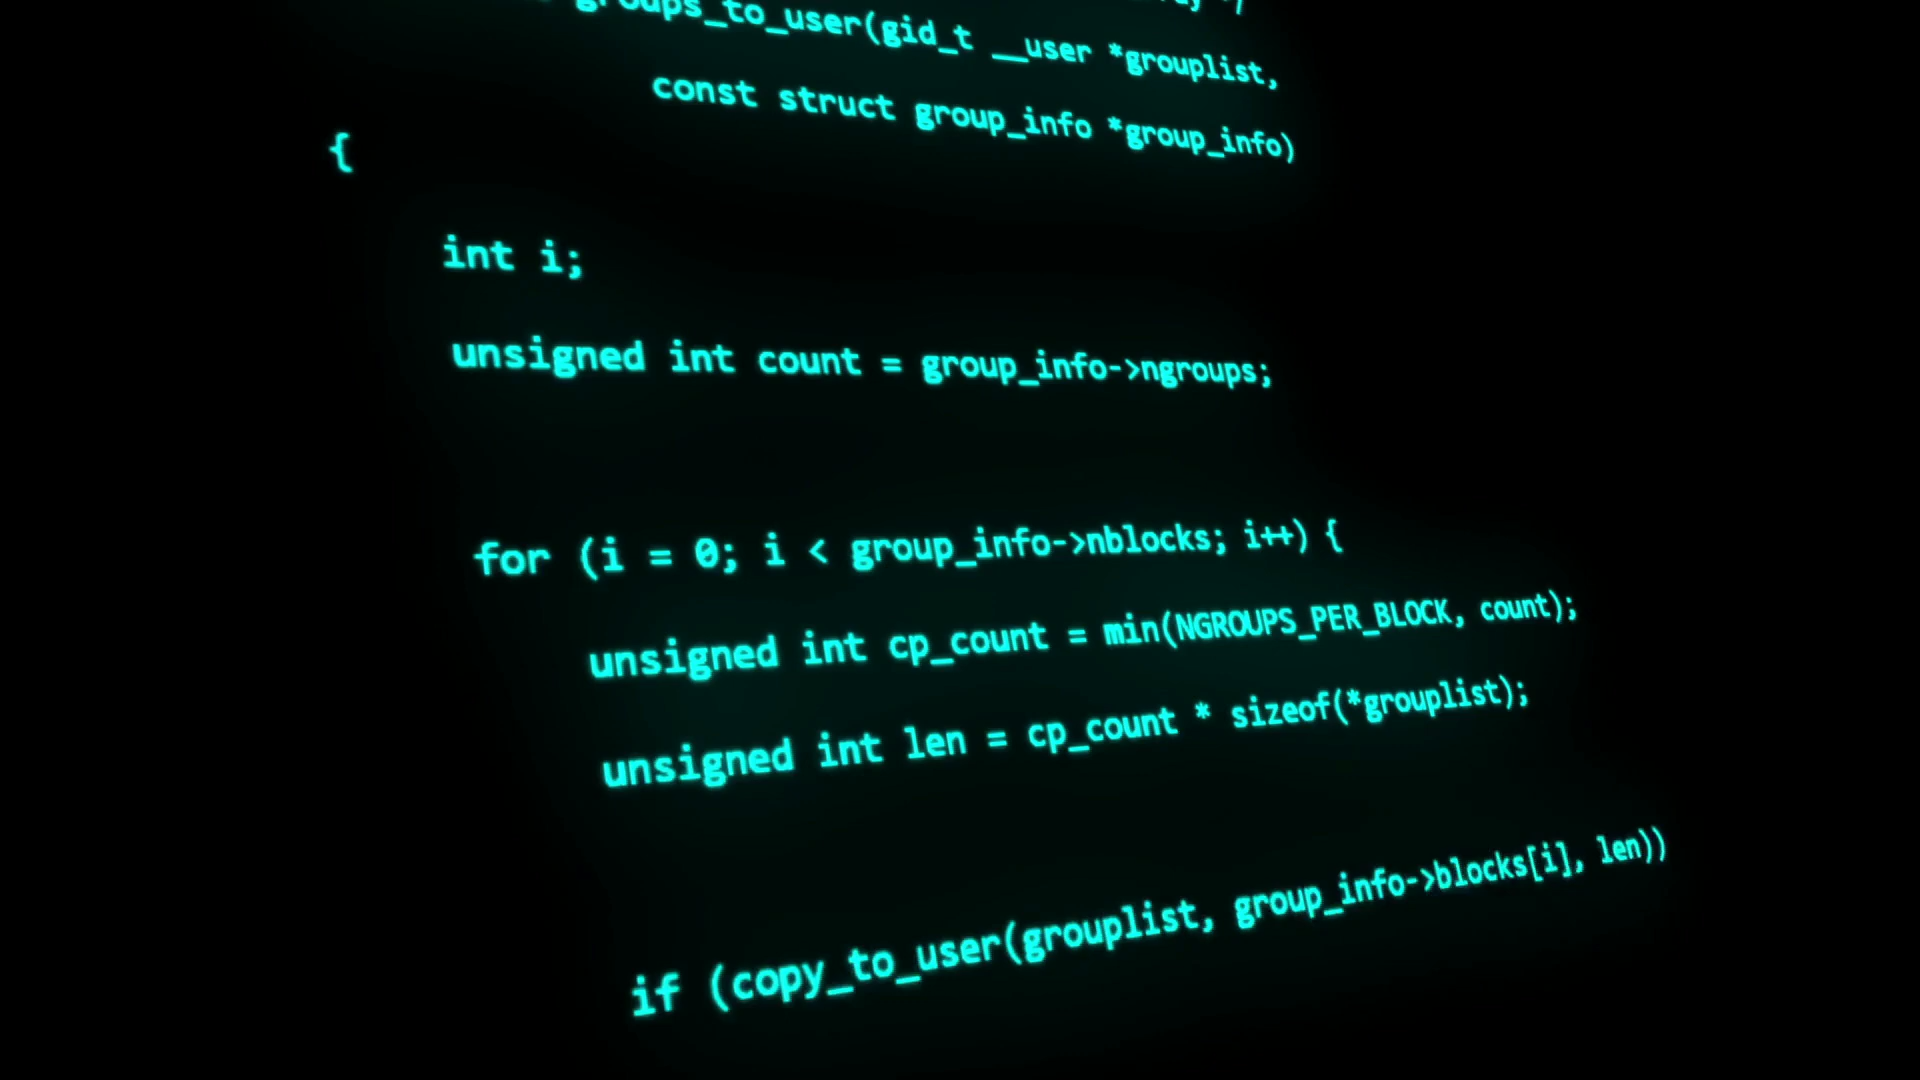 groups_to_user(gid_t __user *grouplist,
const struct group_info *group_info)
{
int i;
unsigned int count = group_info->ngroups;
for (i = 0; i < group_info->nblocks; i++) {
unsigned int cp_count = min(NGROUPS_PER_BLOCK, count);
unsigned int len = cp_count * sizeof(*grouplist);
if (copy_to_user(grouplist, group_info->blocks[i], len))